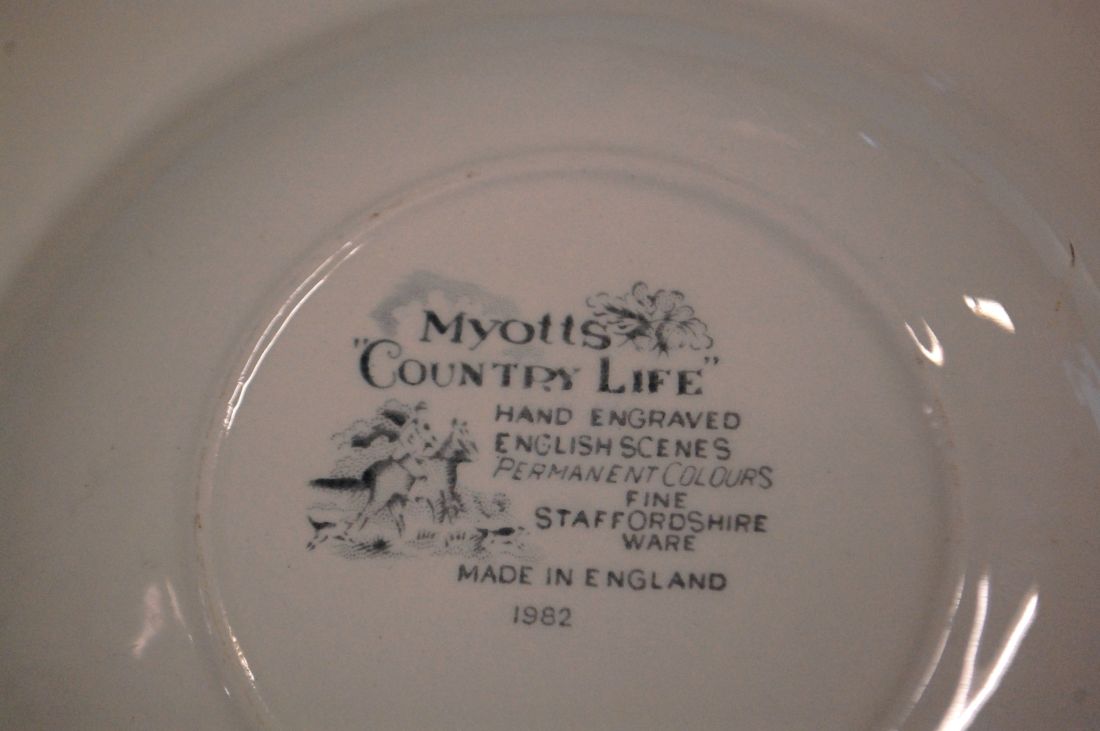 Myotts
"COUNTRY LIFE"
HAND ENGRAVED
ENGLISH SCENES
PERMANENT COLOURS
FINE
STAFFORDSHIRE
WARE
MADE IN ENGLAND
1982